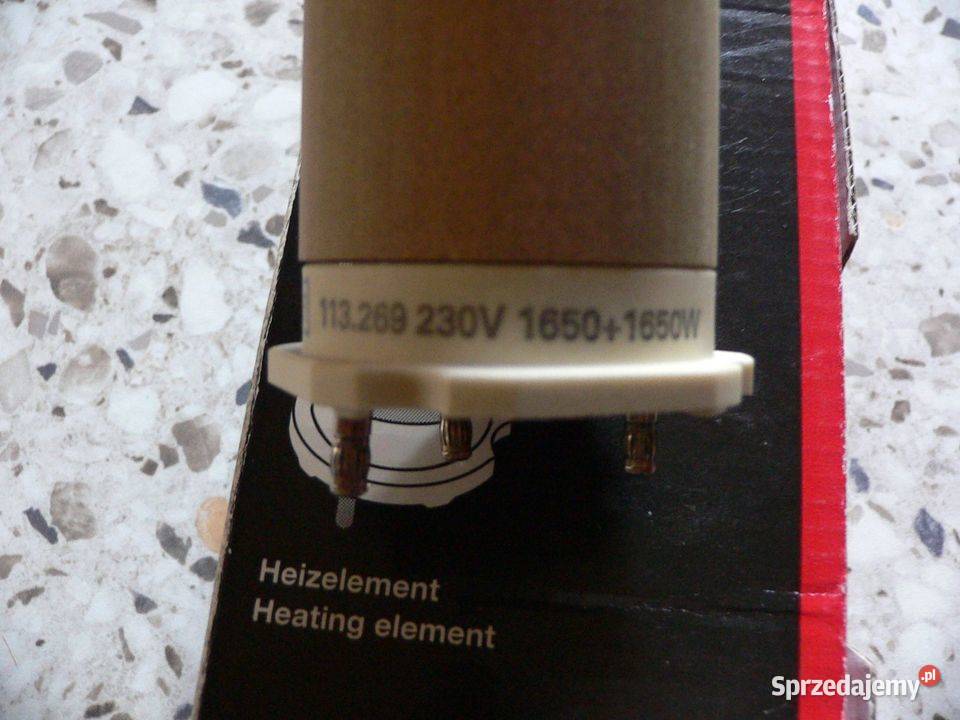 113.269 230V 1650+1650W
Heizelement
Heating element
Sprzedajemy.pl